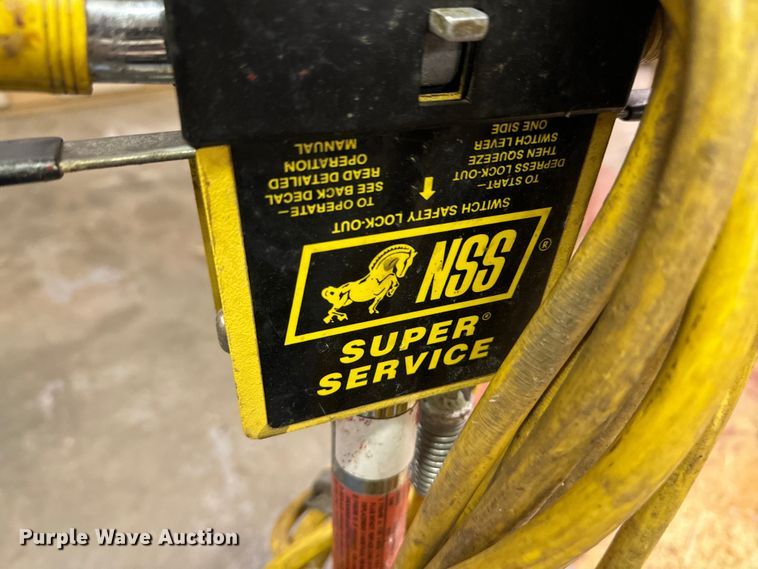 SWITCH SAFETY LOCK-OUT
TO START—
DEPRESS LOCK-OUT
THEN SQUEEZE
SWITCH LEVER
ONE SIDE
TO OPERATE—
SEE BACK DECAL
READ DETAILED
OPERATION
MANUAL
NSS®
SUPER®
SERVICE
Purple Wave Auction®